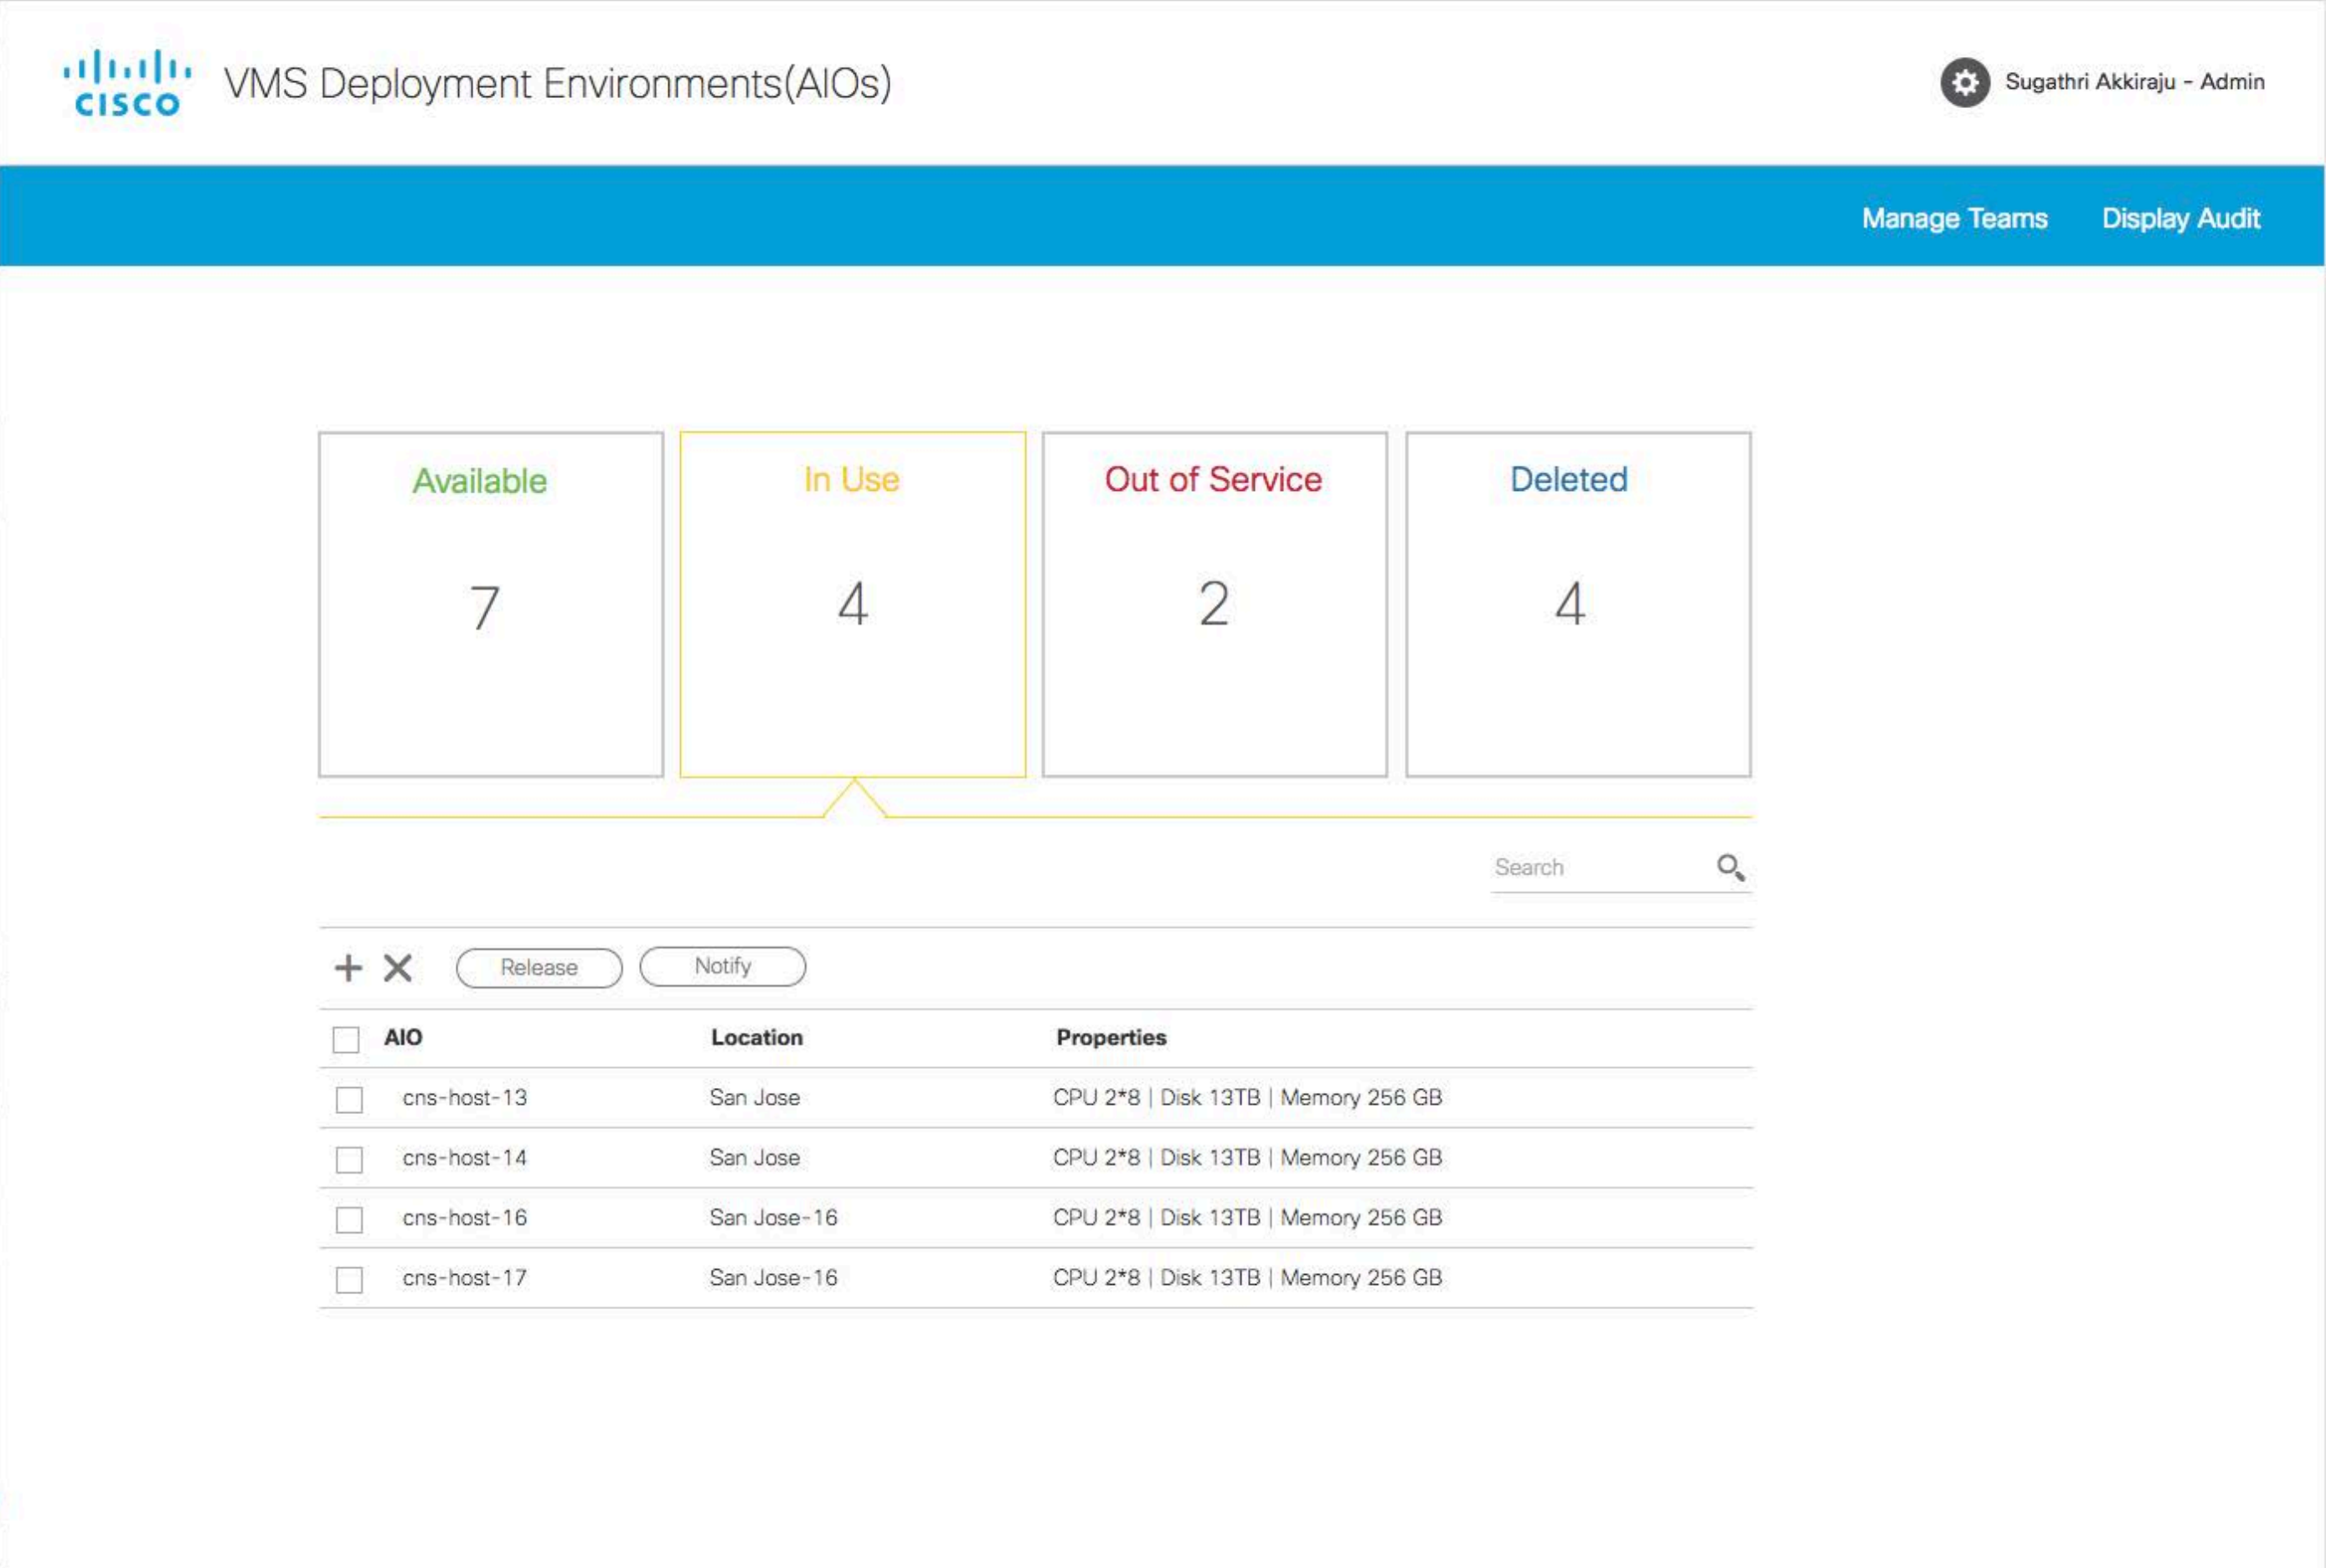 CISCO
VMS Deployment Environments(AIOs)
Sugathri Akkiraju - Admin
Manage Teams Display Audit
Available In Use Out of Service Deleted
7 4 2 4
Search
Release Notify
AIO Location Properties
cns-host-13 San Jose CPU 2*8 | Disk 13TB | Memory 256 GB
cns-host-14 San Jose CPU 2*8 | Disk 13TB | Memory 256 GB
cns-host-16 San Jose-16 CPU 2*8 | Disk 13TB | Memory 256 GB
cns-host-17 San Jose-16 CPU 2*8 | Disk 13TB | Memory 256 GB